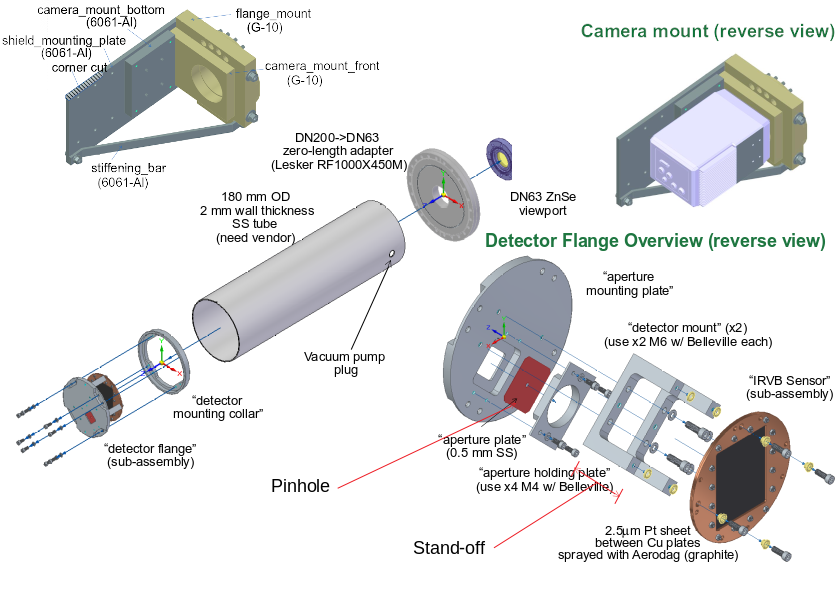 camera_mount_bottom
(6061-Al)
flange_mount
(G-10)
shield_mounting_plate
(6061-Al)
corner cut
camera_mount_front
(G-10)
stiffening_bar
(6061-Al)
Camera mount (reverse view)
DN200->DN63
zero-length adapter
(Lesker RF1000X450M)
DN63 ZnSe
viewport
180 mm OD
2 mm wall thickness
SS tube
(need vendor)
Vacuum pump
plug
“detector
mounting collar”
“detector flange”
(sub-assembly)
Detector Flange Overview (reverse view)
“aperture
mounting plate”
“detector mount” (x2)
(use x2 M6 w/ Belleville each)
“IRVB Sensor”
(sub-assembly)
“aperture plate”
(0.5 mm SS)
“aperture holding plate”
(use x4 M4 w/ Belleville)
Pinhole
Stand-off
2.5μm Pt sheet
between Cu plates
sprayed with Aerodag (graphite)